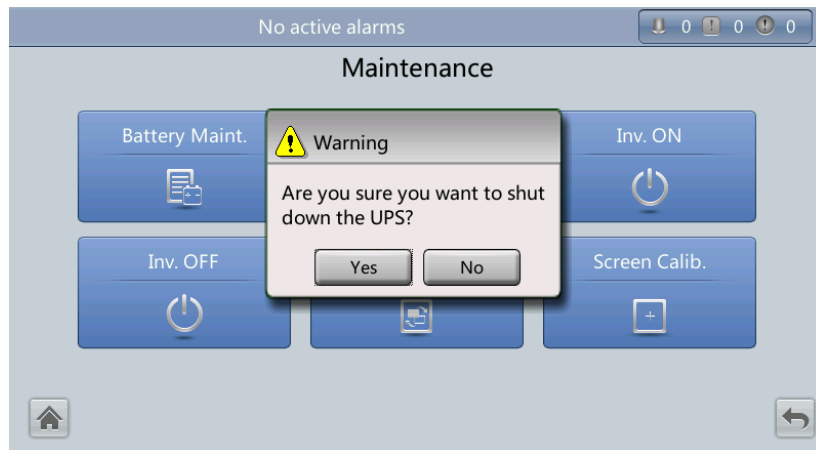 No active alarms
0 0 0
Maintenance
Battery Maint.
Inv. ON
Warning
Are you sure you want to shut
down the UPS?
Yes No
Inv. OFF
Screen Calib.